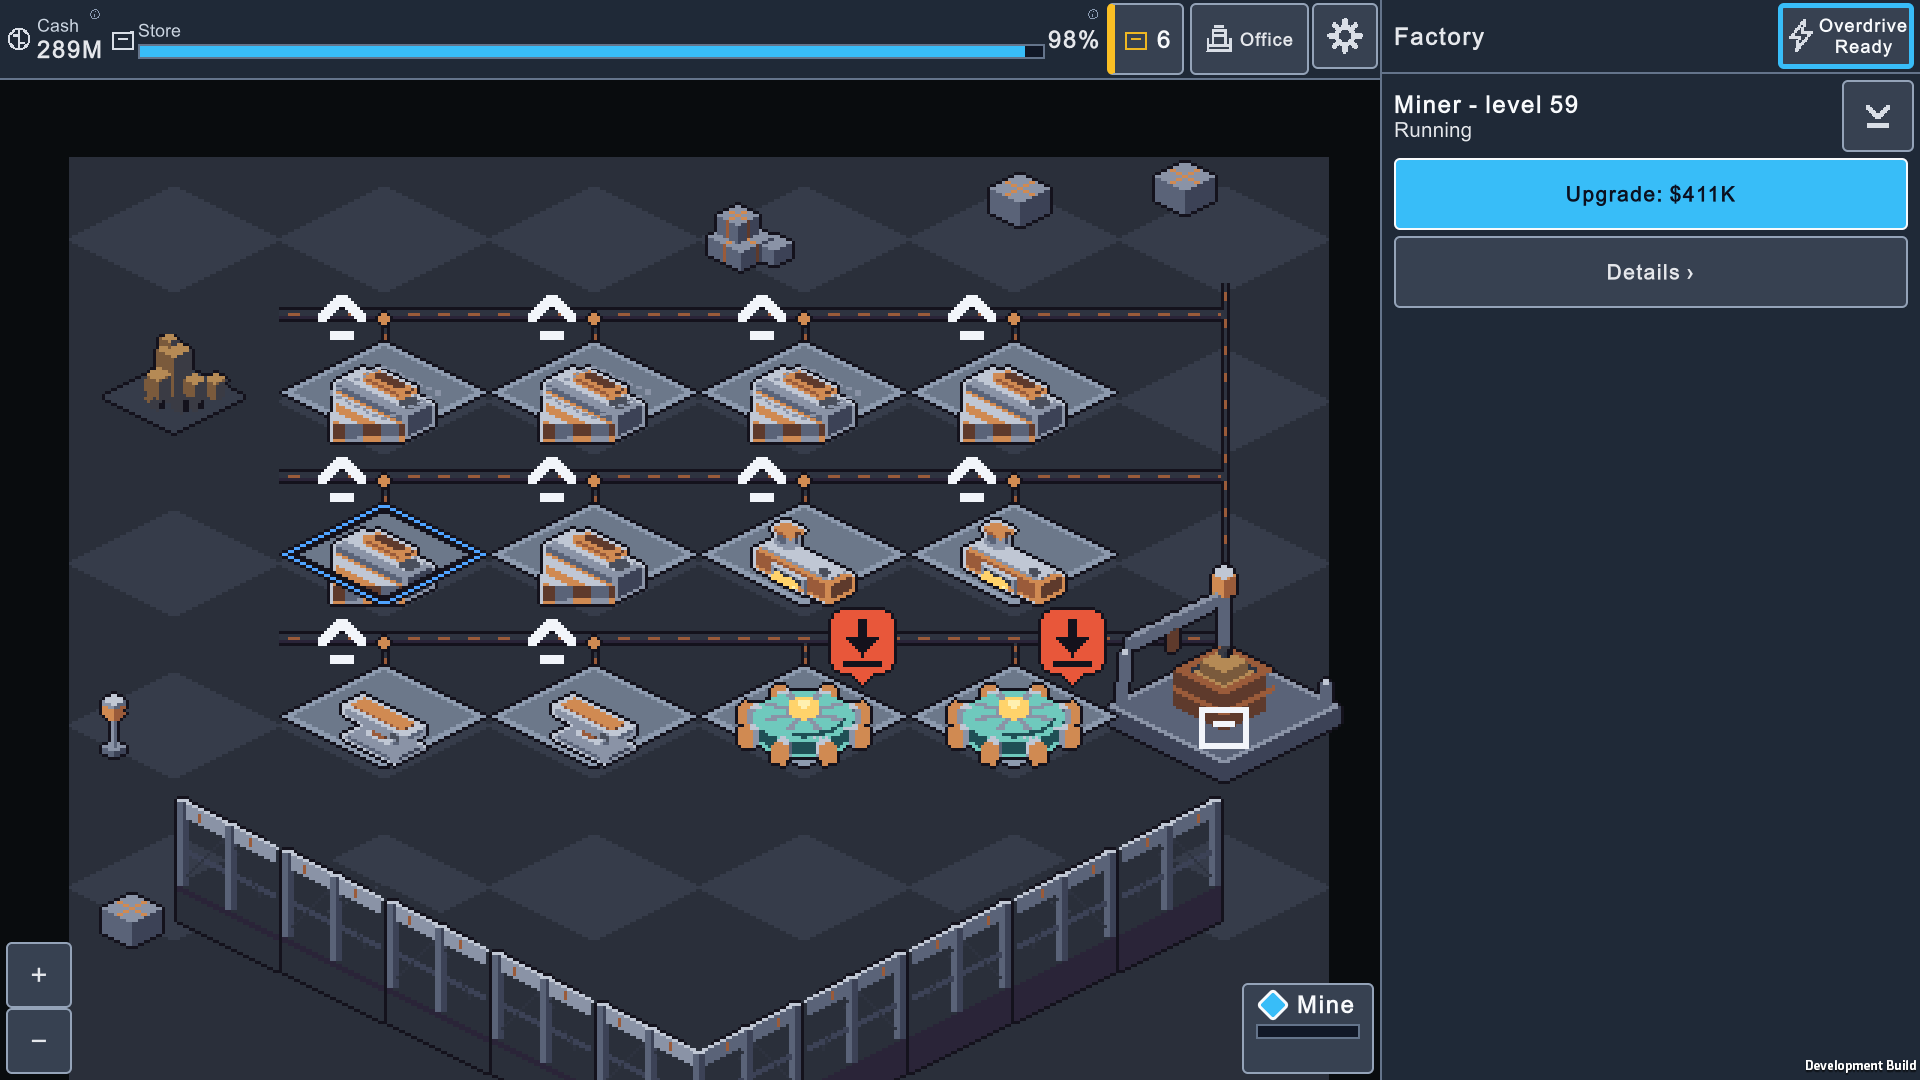 Cash
289M
Store
98%
6
Office
Factory
Overdrive
Ready
Miner - level 59
Running
Upgrade: $411K
Details ›
+
−
Mine
Development Build